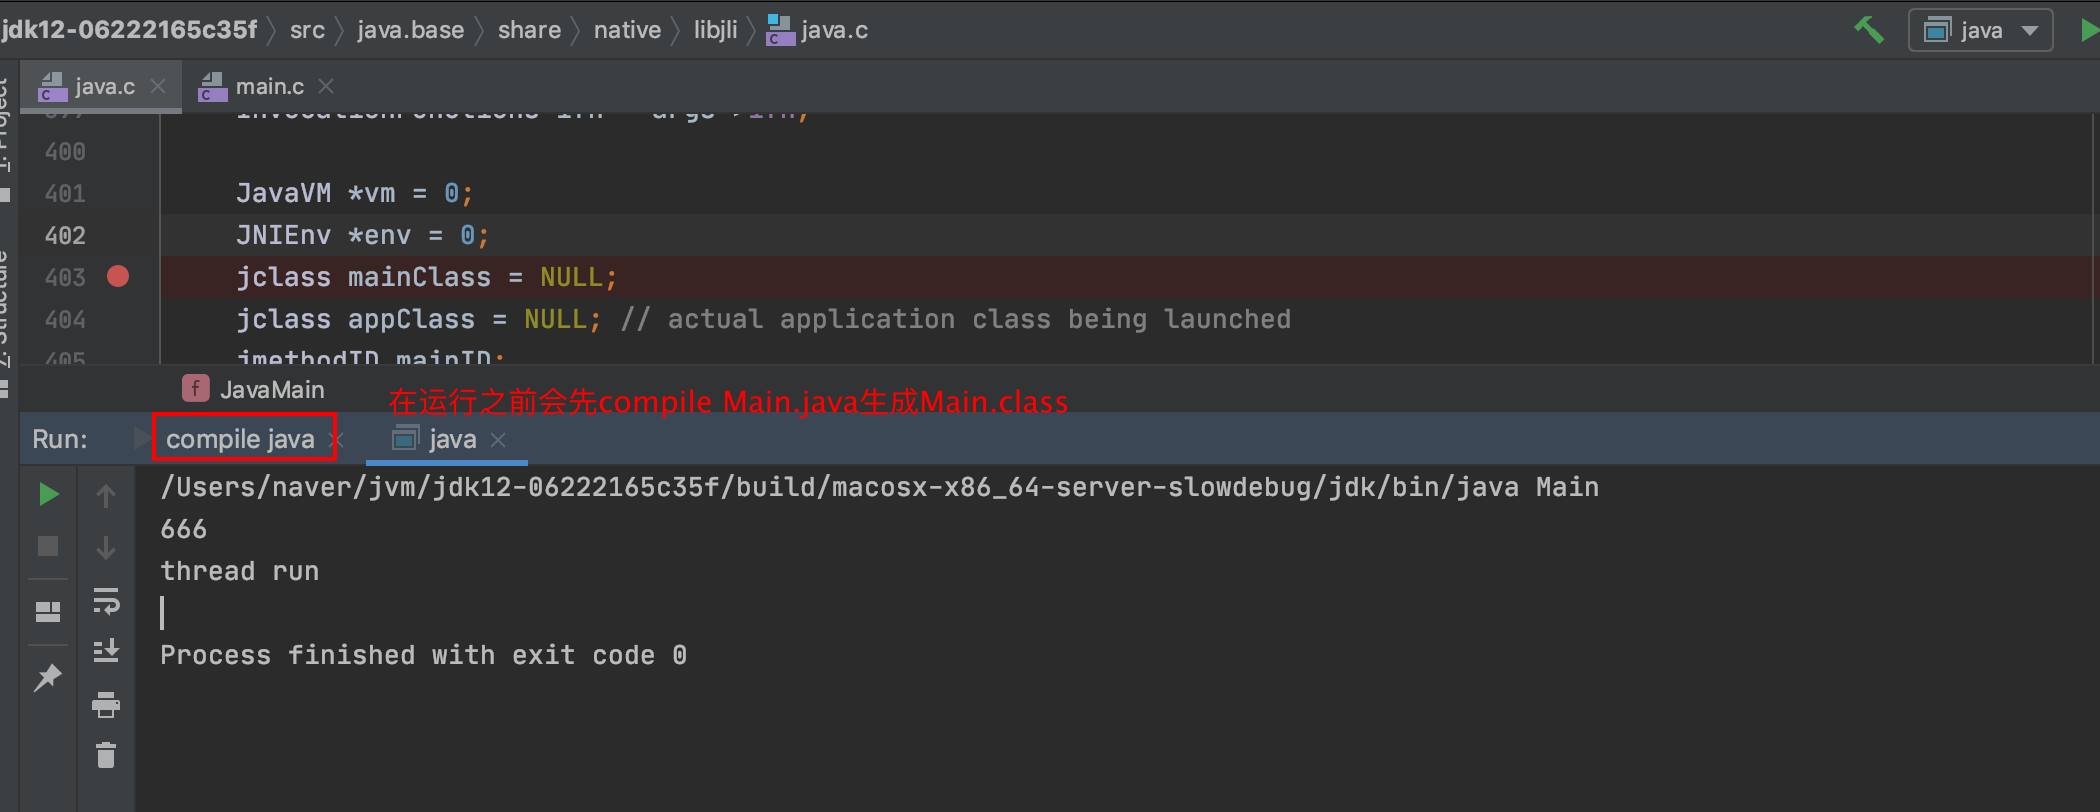 jdk12-06222165c35f src java.base share native libjli java.c java
java.c main.c
1: Project
400
401 JavaVM *vm = 0;
402 JNIEnv *env = 0;
403 jclass mainClass = NULL;
404 jclass appClass = NULL; // actual application class being launched
405 jmethodID mainID;
Z: Structure
f JavaMain
在运行之前会先compile Main.java生成Main.class
Run: compile java java
/Users/naver/jvm/jdk12-06222165c35f/build/macosx-x86_64-server-slowdebug/jdk/bin/java Main
666
thread run
Process finished with exit code 0